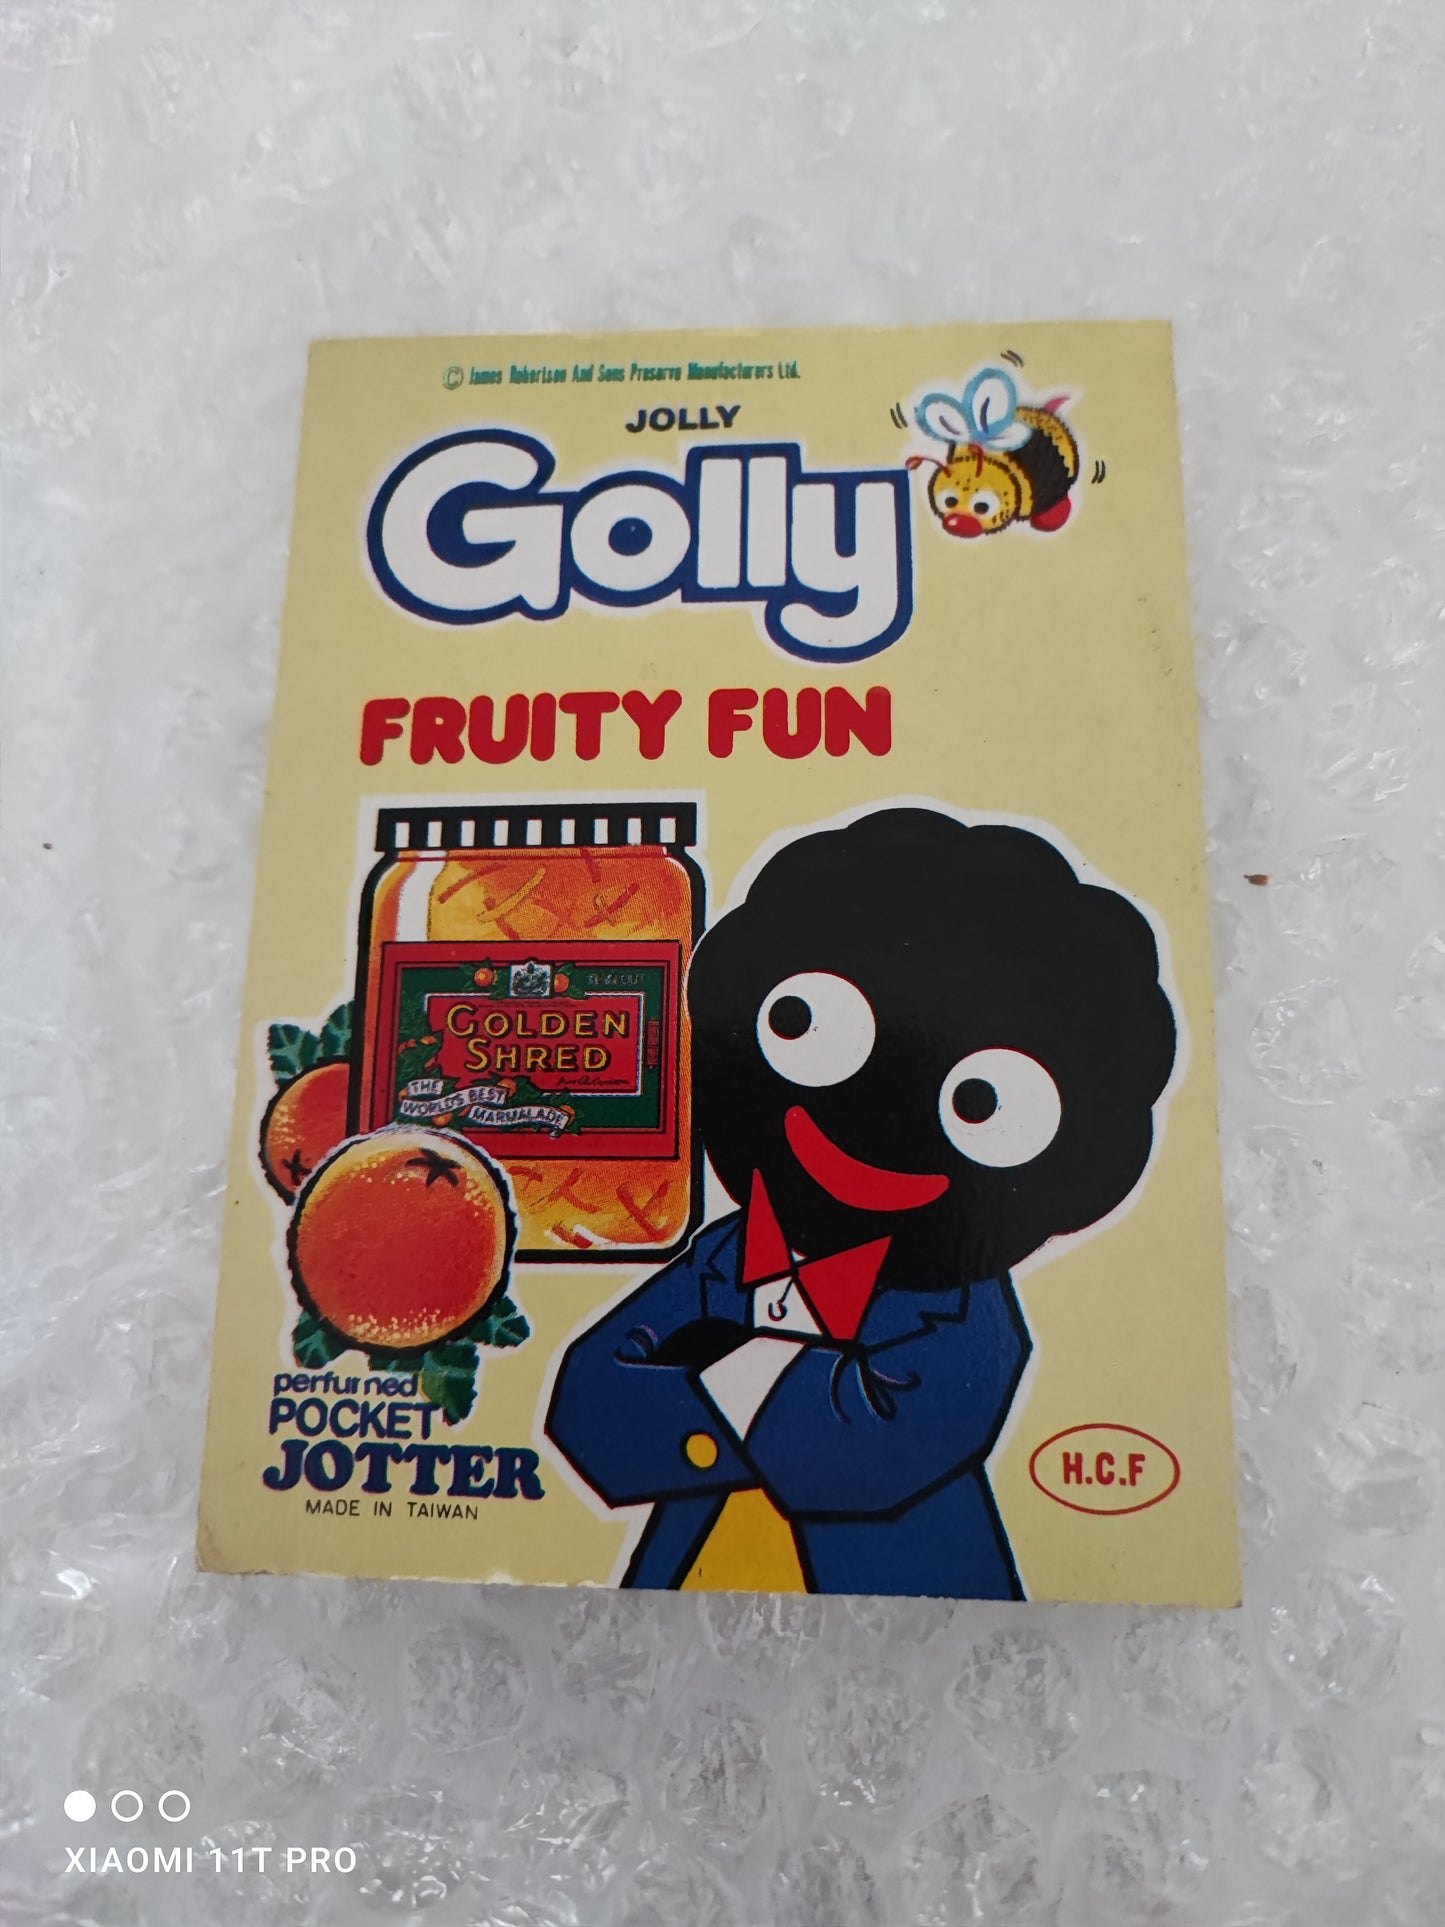 © James Robertson And Sons Preserve Manufacturers Ltd.
JOLLY
Golly
FRUITY FUN
GOLDEN
SHRED
THE
WORLD'S BEST
MARMALADE
perfumed
POCKET
JOTTER
MADE IN TAIWAN
H.C.F
XIAOMI 11T PRO